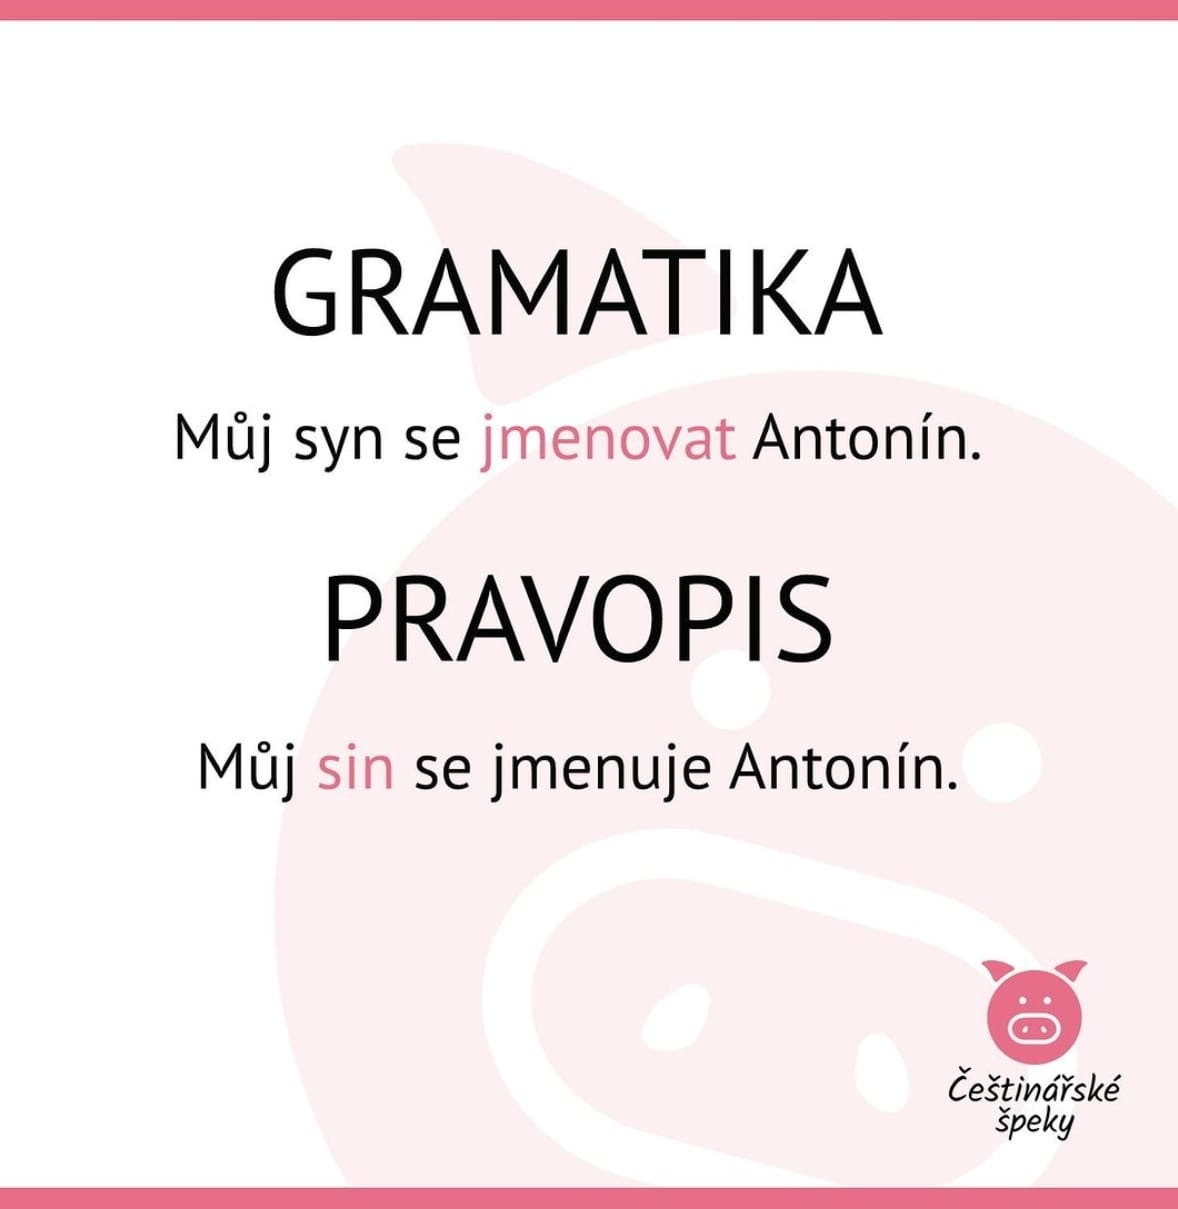 GRAMATIKA
Můj syn se jmenovat Antonín.
PRAVOPIS
Můj sin se jmenuje Antonín.
Češtinářské
špeky